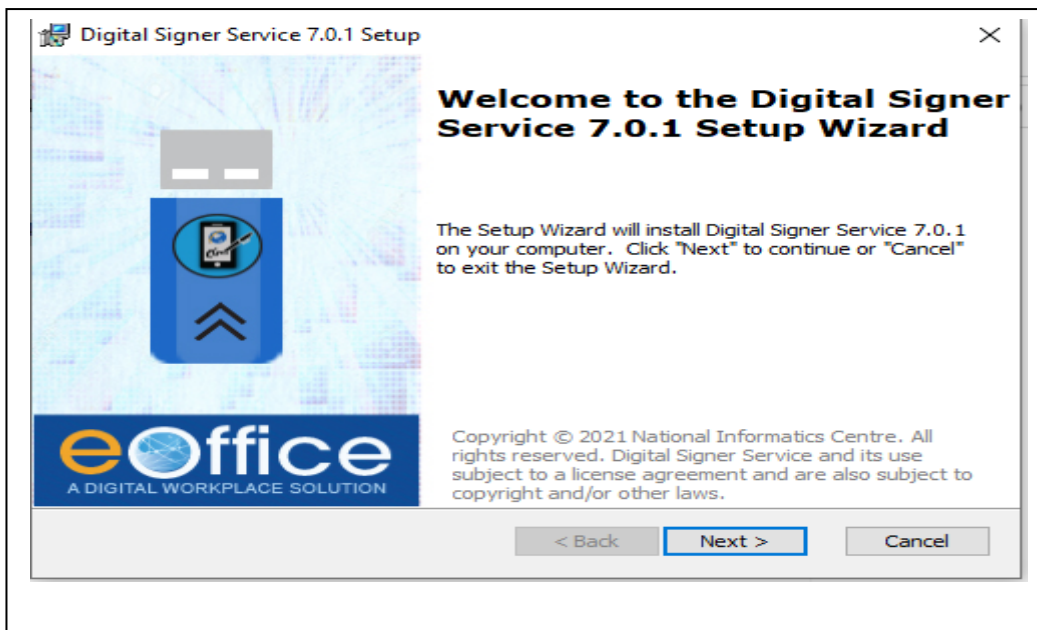 Digital Signer Service 7.0.1 Setup
Welcome to the Digital Signer
Service 7.0.1 Setup Wizard
The Setup Wizard will install Digital Signer Service 7.0.1
on your computer. Click "Next" to continue or "Cancel"
to exit the Setup Wizard.
eOffice
A DIGITAL WORKPLACE SOLUTION
Copyright © 2021 National Informatics Centre. All
rights reserved. Digital Signer Service and its use
subject to a license agreement and are also subject to
copyright and/or other laws.
< Back Next > Cancel